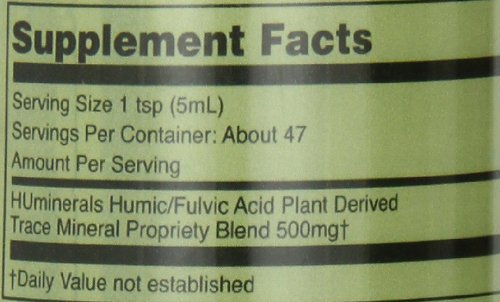 Supplement Facts
Serving Size 1 tsp (5mL)
Servings Per Container: About 47
Amount Per Serving
HUminerals Humic/Fulvic Acid Plant Derived
Trace Mineral Propriety Blend 500mg†
†Daily Value not established